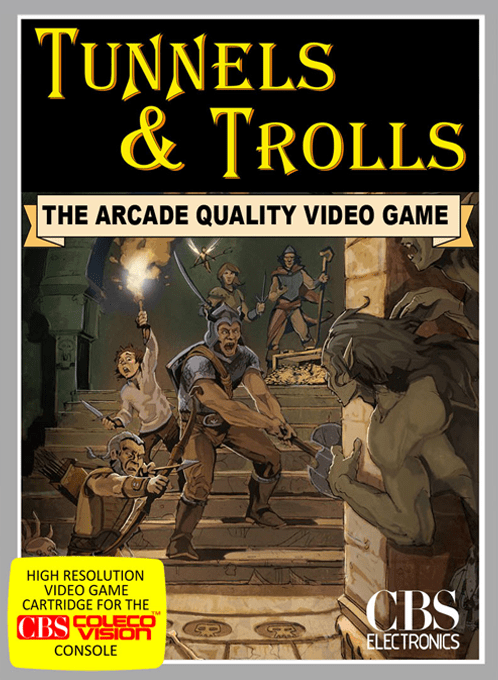 TUNNELS
& TROLLS
THE ARCADE QUALITY VIDEO GAME
HIGH RESOLUTION
VIDEO GAME
CARTRIDGE FOR THE
CBS COLECO VISION™
CONSOLE
CBS
ELECTRONICS